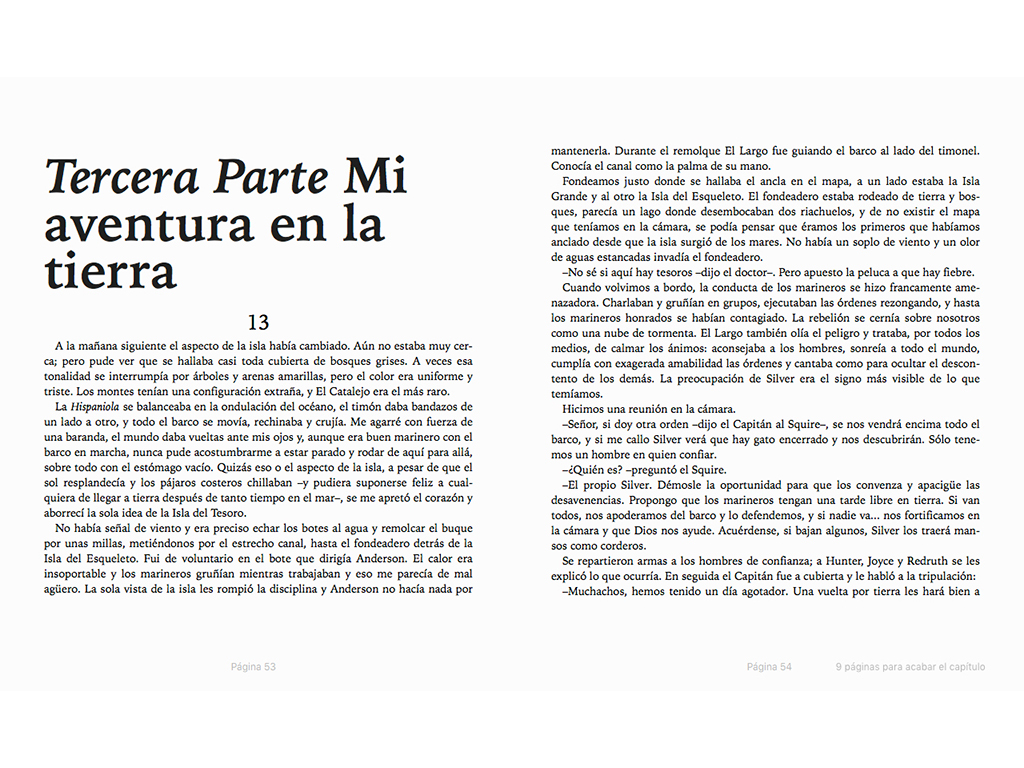 Tercera Parte Mi
aventura en la
tierra
13
A la mañana siguiente el aspecto de la isla había cambiado. Aún no estaba muy cer-
ca; pero pude ver que se hallaba casi toda cubierta de bosques grises. A veces esa
tonalidad se interrumpía por árboles y arenas amarillas, pero el color era uniforme y
triste. Los montes tenían una configuración extraña, y El Catalejo era el más raro.
La Hispaniola se balanceaba en la ondulación del océano, el timón daba bandazos de
un lado a otro, y todo el barco se movía, rechinaba y crujía. Me agarré con fuerza de
una baranda, el mundo daba vueltas ante mis ojos y, aunque era buen marinero con el
barco en marcha, nunca pude acostumbrarme a estar parado y rodar de aquí para allá,
sobre todo con el estómago vacío. Quizás eso o el aspecto de la isla, a pesar de que el
sol resplandecía y los pájaros costeros chillaban –y pudiera suponerse feliz a cual-
quiera de llegar a tierra después de tanto tiempo en el mar–, se me apretó el corazón y
aborrecí la sola idea de la Isla del Tesoro.
No había señal de viento y era preciso echar los botes al agua y remolcar el buque
por unas millas, metiéndonos por el estrecho canal, hasta el fondeadero detrás de la
Isla del Esqueleto. Fui de voluntario en el bote que dirigía Anderson. El calor era
insoportable y los marineros gruñían mientras trabajaban y eso me parecía de mal
agüero. La sola vista de la isla les rompió la disciplina y Anderson no hacía nada por
Página 53
mantenerla. Durante el remolque El Largo fue guiando el barco al lado del timonel.
Conocía el canal como la palma de su mano.
Fondeamos justo donde se hallaba el ancla en el mapa, a un lado estaba la Isla
Grande y al otro la Isla del Esqueleto. El fondeadero estaba rodeado de tierra y bos-
ques, parecía un lago donde desembocaban dos riachuelos, y de no existir el mapa
que teníamos en la cámara, se podía pensar que éramos los primeros que habíamos
anclado desde que la isla surgió de los mares. No había un soplo de viento y un olor
de aguas estancadas invadía el fondeadero.
–No sé si aquí hay tesoros –dijo el doctor–. Pero apuesto la peluca a que hay fiebre.
Cuando volvimos a bordo, la conducta de los marineros se hizo francamente ame-
nazadora. Charlaban y gruñían en grupos, ejecutaban las órdenes rezongando, y hasta
los marineros honrados se habían contagiado. La rebelión se cernía sobre nosotros
como una nube de tormenta. El Largo también olía el peligro y trataba, por todos los
medios, de calmar los ánimos: aconsejaba a los hombres, sonreía a todo el mundo,
cumplía con exagerada amabilidad las órdenes y cantaba como para ocultar el descon-
tento de los demás. La preocupación de Silver era el signo más visible de lo que
temíamos.
Hicimos una reunión en la cámara.
–Señor, si doy otra orden –dijo el Capitán al Squire–, se nos vendrá encima todo el
barco, y si me callo Silver verá que hay gato encerrado y nos descubrirán. Sólo tene-
mos un hombre en quien confiar.
–¿Quién es? –preguntó el Squire.
–El propio Silver. Démosle la oportunidad para que los convenza y apacigüe las
desavenencias. Propongo que los marineros tengan una tarde libre en tierra. Si van
todos, nos apoderamos del barco y lo defendemos, y si nadie va... nos fortificamos en
la cámara y que Dios nos ayude. Acuérdense, si bajan algunos, Silver los traerá man-
sos como corderos.
Se repartieron armas a los hombres de confianza; a Hunter, Joyce y Redruth se les
explicó lo que ocurría. En seguida el Capitán fue a cubierta y le habló a la tripulación:
–Muchachos, hemos tenido un día agotador. Una vuelta por tierra les hará bien a
Página 54
9 páginas para acabar el capítulo